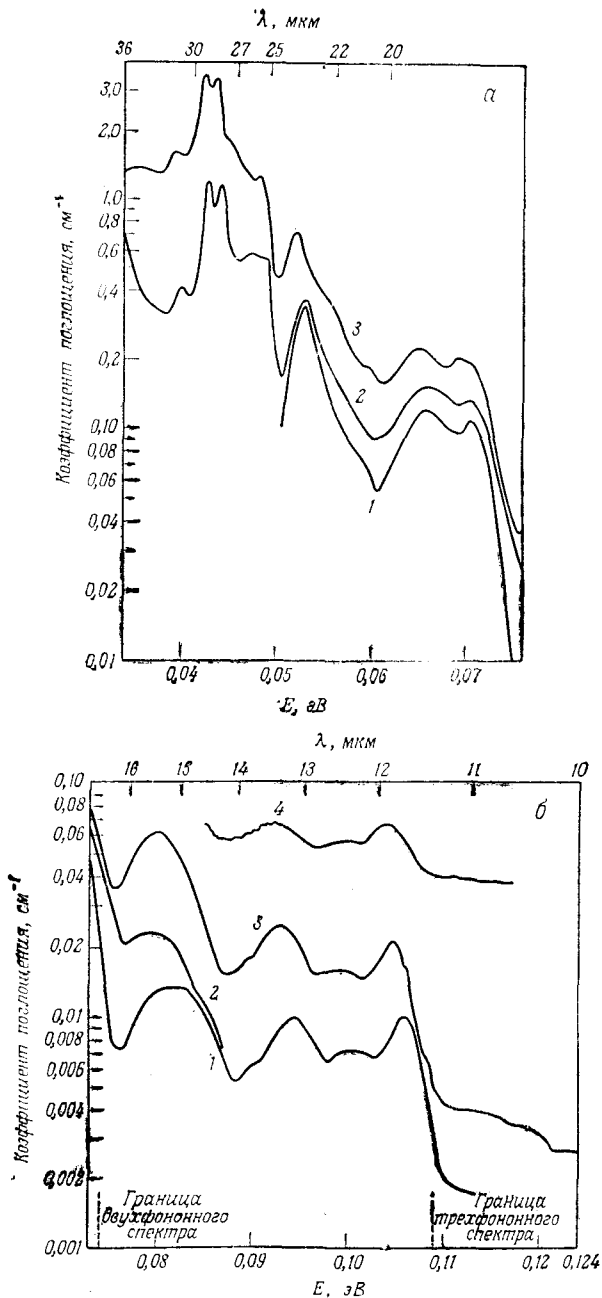 λ, мкм
36 30 27 25 22 20
а
Коэффициент поглощения, см⁻¹
3,0
2,0
1,0
0,8
0,6
0,4
0,2
0,10
0,08
0,06
0,04
0,02
0,01
3
2
1
0,04 0,05 0,06 0,07
E, эВ
λ, мкм
16 15 14 13 12 11 10
б
Коэффициент поглощения, см⁻¹
0,10
0,08
0,06
0,04
0,02
0,01
0,008
0,006
0,004
0,002
0,001
4
3
2
1
Граница
двухфононного
спектра
Граница
трехфононного
спектра
0,08 0,09 0,10 0,11 0,12 0,124
E, эВ